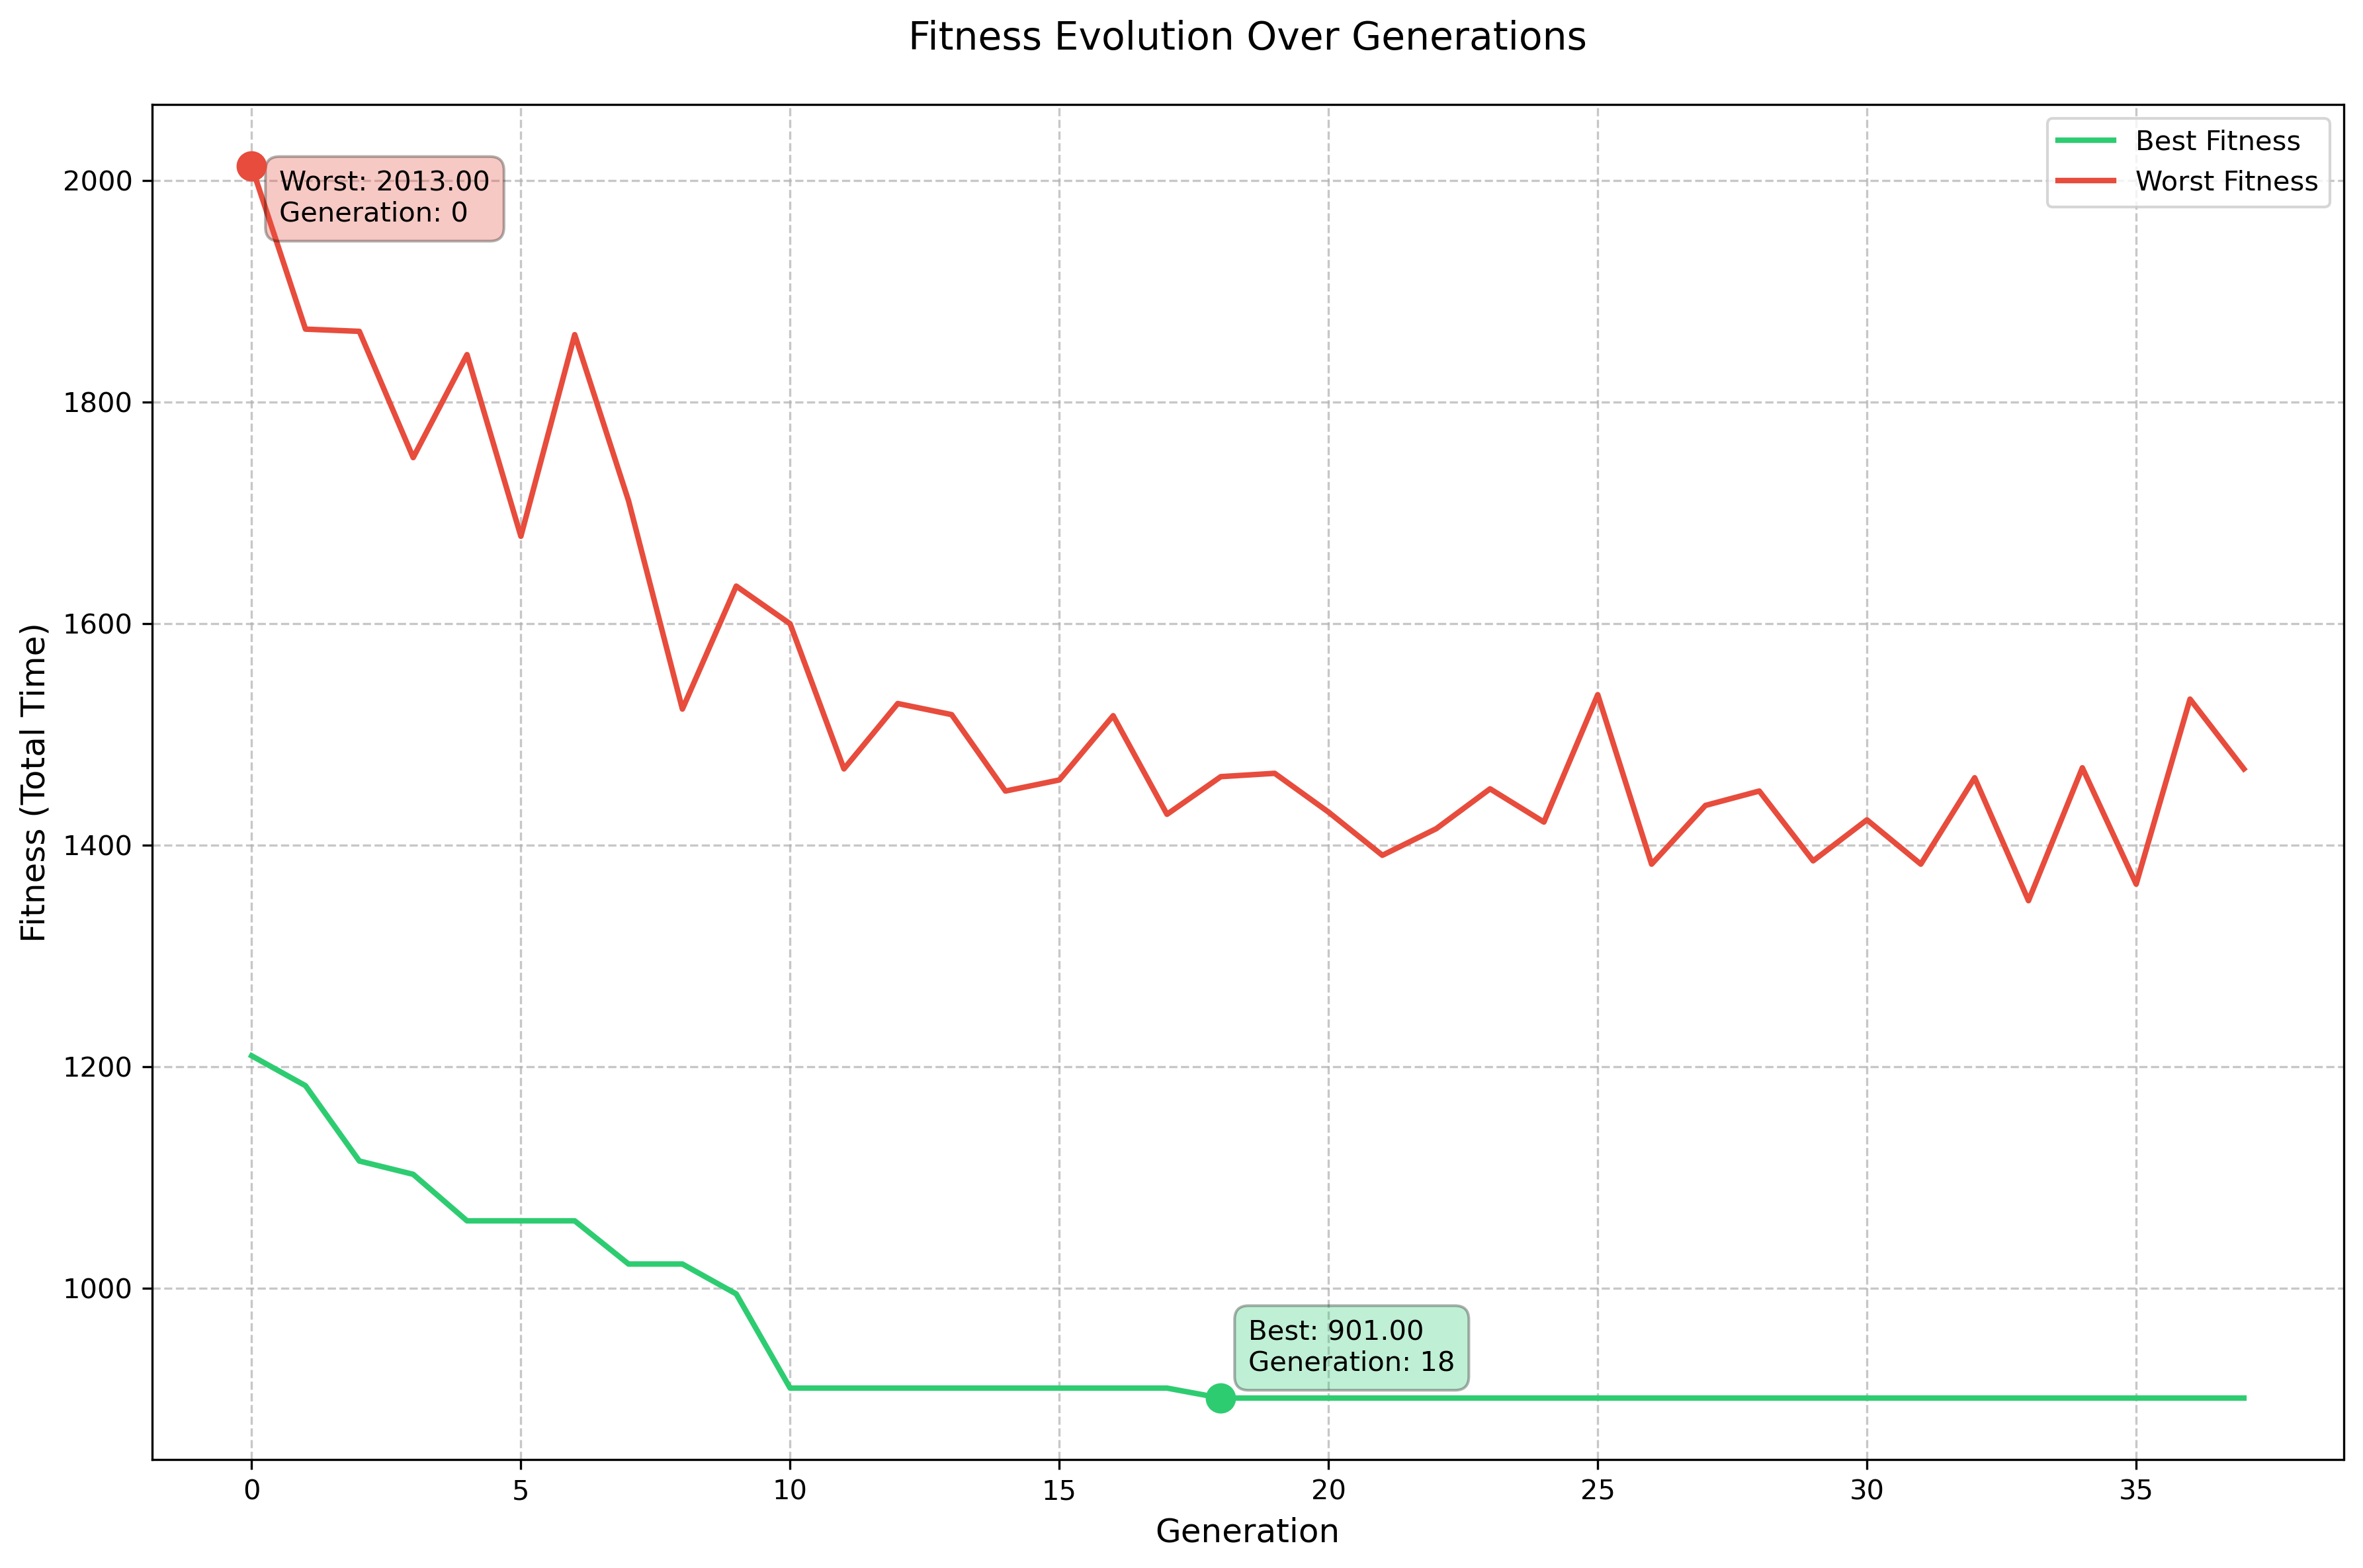 Fitness Evolution Over Generations
Best Fitness
Worst Fitness
Worst: 2013.00
Generation: 0
2000
1800
1600
1400
1200
1000
Fitness (Total Time)
Best: 901.00
Generation: 18
0 5 10 15 20 25 30 35
Generation